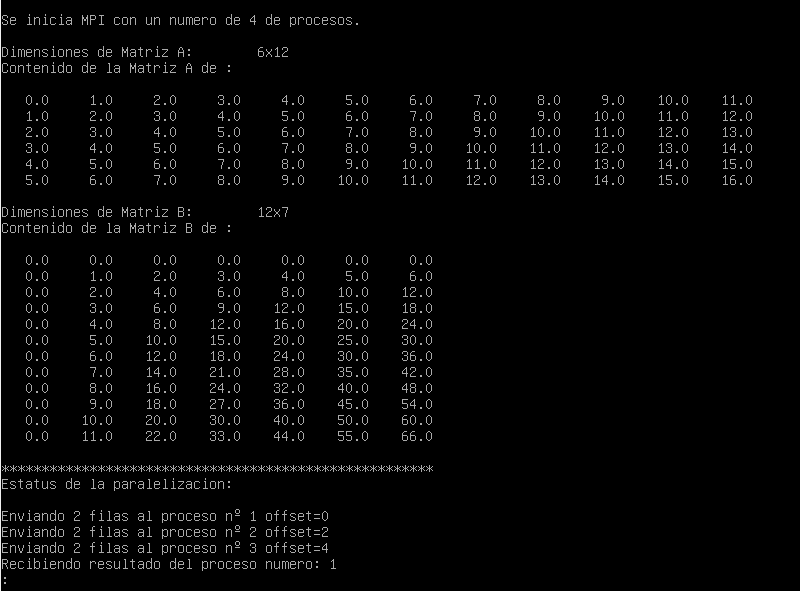 Se inicia MPI con un numero de 4 de procesos.
Dimensiones de Matriz A: 6x12
Contenido de la Matriz A de :
0.0 1.0 2.0 3.0 4.0 5.0 6.0 7.0 8.0 9.0 10.0 11.0
1.0 2.0 3.0 4.0 5.0 6.0 7.0 8.0 9.0 10.0 11.0 12.0
2.0 3.0 4.0 5.0 6.0 7.0 8.0 9.0 10.0 11.0 12.0 13.0
3.0 4.0 5.0 6.0 7.0 8.0 9.0 10.0 11.0 12.0 13.0 14.0
4.0 5.0 6.0 7.0 8.0 9.0 10.0 11.0 12.0 13.0 14.0 15.0
5.0 6.0 7.0 8.0 9.0 10.0 11.0 12.0 13.0 14.0 15.0 16.0
Dimensiones de Matriz B: 12x7
Contenido de la Matriz B de :
0.0 0.0 0.0 0.0 0.0 0.0 0.0
0.0 1.0 2.0 3.0 4.0 5.0 6.0
0.0 2.0 4.0 6.0 8.0 10.0 12.0
0.0 3.0 6.0 9.0 12.0 15.0 18.0
0.0 4.0 8.0 12.0 16.0 20.0 24.0
0.0 5.0 10.0 15.0 20.0 25.0 30.0
0.0 6.0 12.0 18.0 24.0 30.0 36.0
0.0 7.0 14.0 21.0 28.0 35.0 42.0
0.0 8.0 16.0 24.0 32.0 40.0 48.0
0.0 9.0 18.0 27.0 36.0 45.0 54.0
0.0 10.0 20.0 30.0 40.0 50.0 60.0
0.0 11.0 22.0 33.0 44.0 55.0 66.0
******************************************************
Estatus de la paralelizacion:
Enviando 2 filas al proceso nº 1 offset=0
Enviando 2 filas al proceso nº 2 offset=2
Enviando 2 filas al proceso nº 3 offset=4
Recibiendo resultado del proceso numero: 1
: